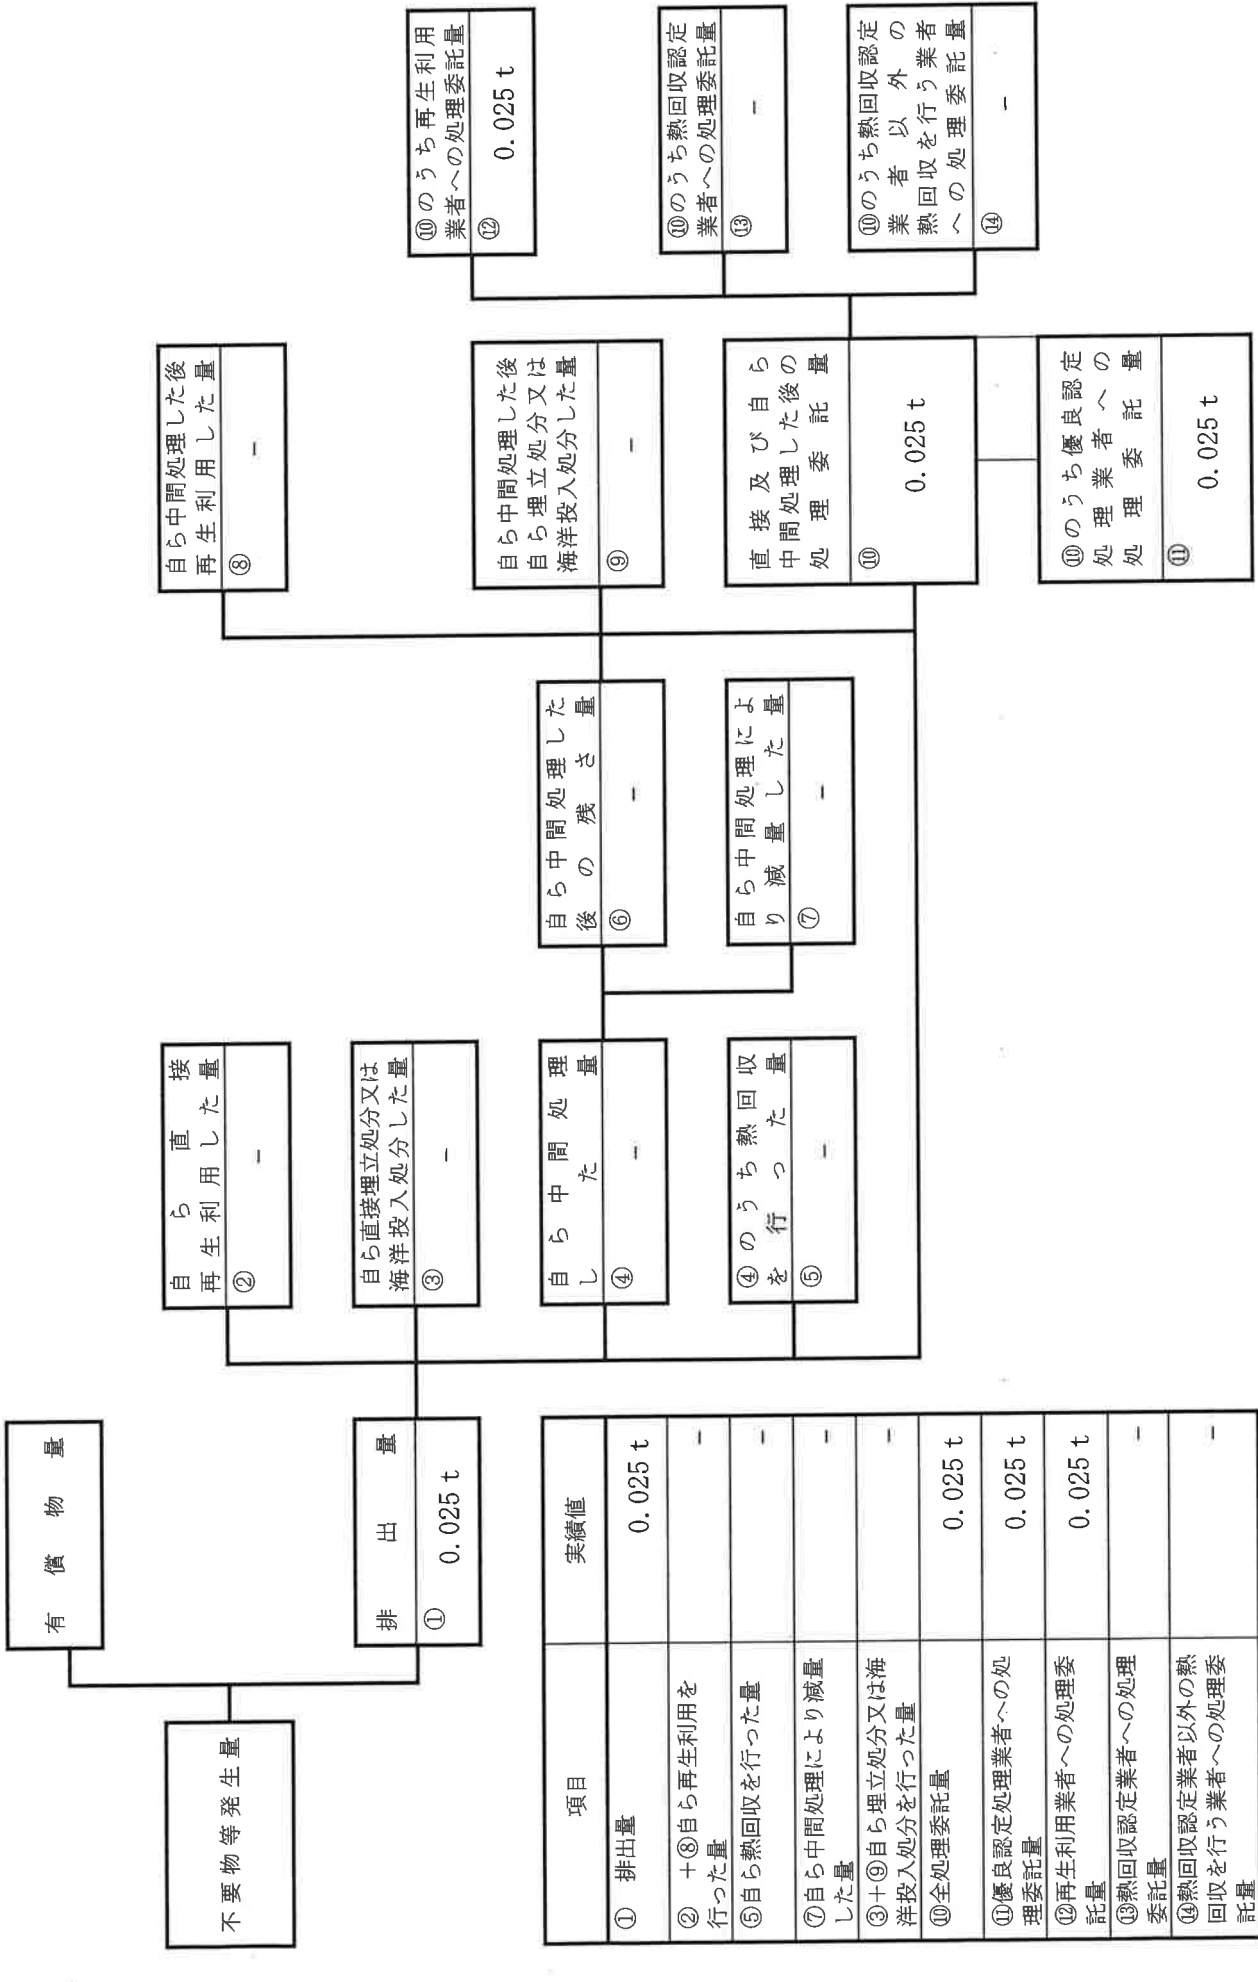 有償物量
不要物等発生量
排出量
① 0.025 t
自ら直接
再生利用した量
② －
自ら直接埋立処分又は
海洋投入処分した量
③ －
自ら中間処理
した量
④ －
④のうち熱回収
を行った量
⑤ －
自ら中間処理した
後の残さ量
⑥ －
自ら中間処理によ
り減量した量
⑦ －
自ら中間処理した後
再生利用した量
⑧ －
自ら中間処理した後
自ら埋立処分又は
海洋投入処分した量
⑨ －
直接及び自ら
中間処理した後の
処理委託量
⑩ 0.025 t
⑩のうち優良認定
処理業者への
処理委託量
⑪ 0.025 t
⑩のうち再生利用
業者への処理委託量
⑫ 0.025 t
⑩のうち熱回収認定
業者への処理委託量
⑬ －
⑩のうち熱回収認定
業者以外の
熱回収を行う業者
への処理委託量
⑭ －
項目 実績値
① 排出量 0.025 t
② ＋⑧自ら再生利用を
行った量 －
⑤自ら熱回収を行った量 －
⑦自ら中間処理により減量
した量 －
③＋⑨自ら埋立処分又は海
洋投入処分を行った量 －
⑩全処理委託量 0.025 t
⑪優良認定処理業者への処
理委託量 0.025 t
⑫再生利用業者への処理委
託量 0.025 t
⑬熱回収認定業者への処理
委託量 －
⑭熱回収認定業者以外の熱
回収を行う業者への処理委
託量 －